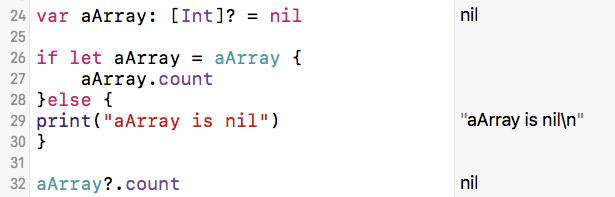 24 var aArray: [Int]? = nil nil
25
26 if let aArray = aArray {
27     aArray.count
28 }else {
29 print("aArray is nil") "aArray is nil\n"
30 }
31
32 aArray?.count nil